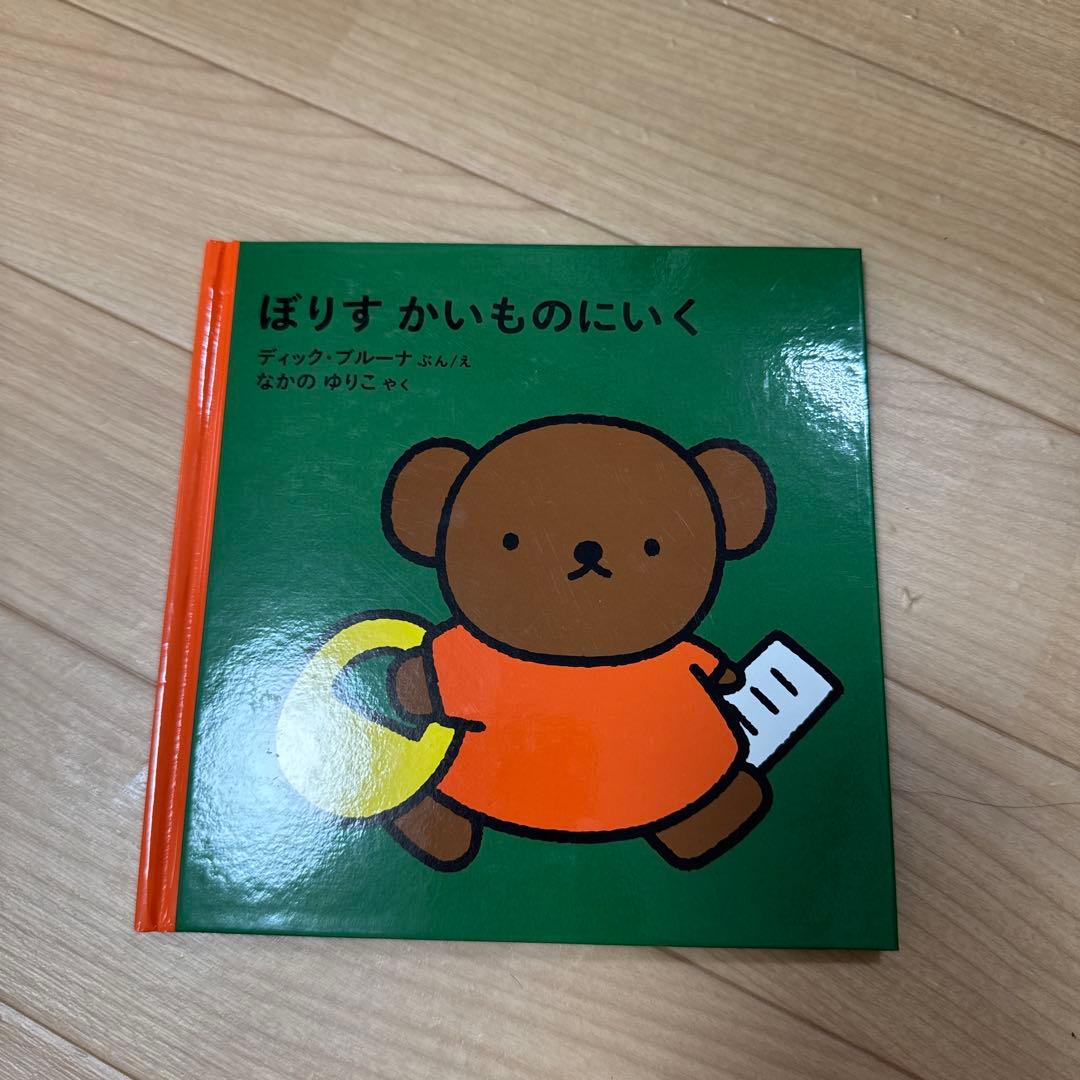 ぼりす かいものにいく
ディック・ブルーナ ぶん/え
なかの ゆりこ やく